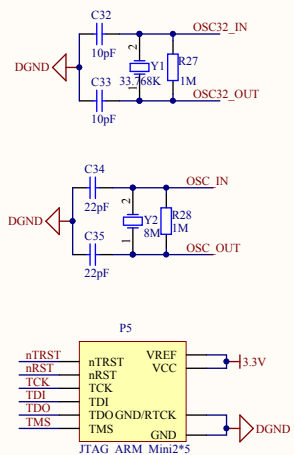 C32
10pF
OSC32_IN
DGND
2
Y1
33.768K
1
R27
1M
C33
10pF
OSC32_OUT
C34
22pF
OSC_IN
DGND
2
Y2
8M
1
R28
1M
C35
22pF
OSC_OUT
P5
nTRST nTRST VREF
nRST nRST VCC 3.3V
TCK TCK
TDI TDI
TDO TDO GND/RTCK DGND
TMS TMS GND
JTAG_ARM_Mini2*5